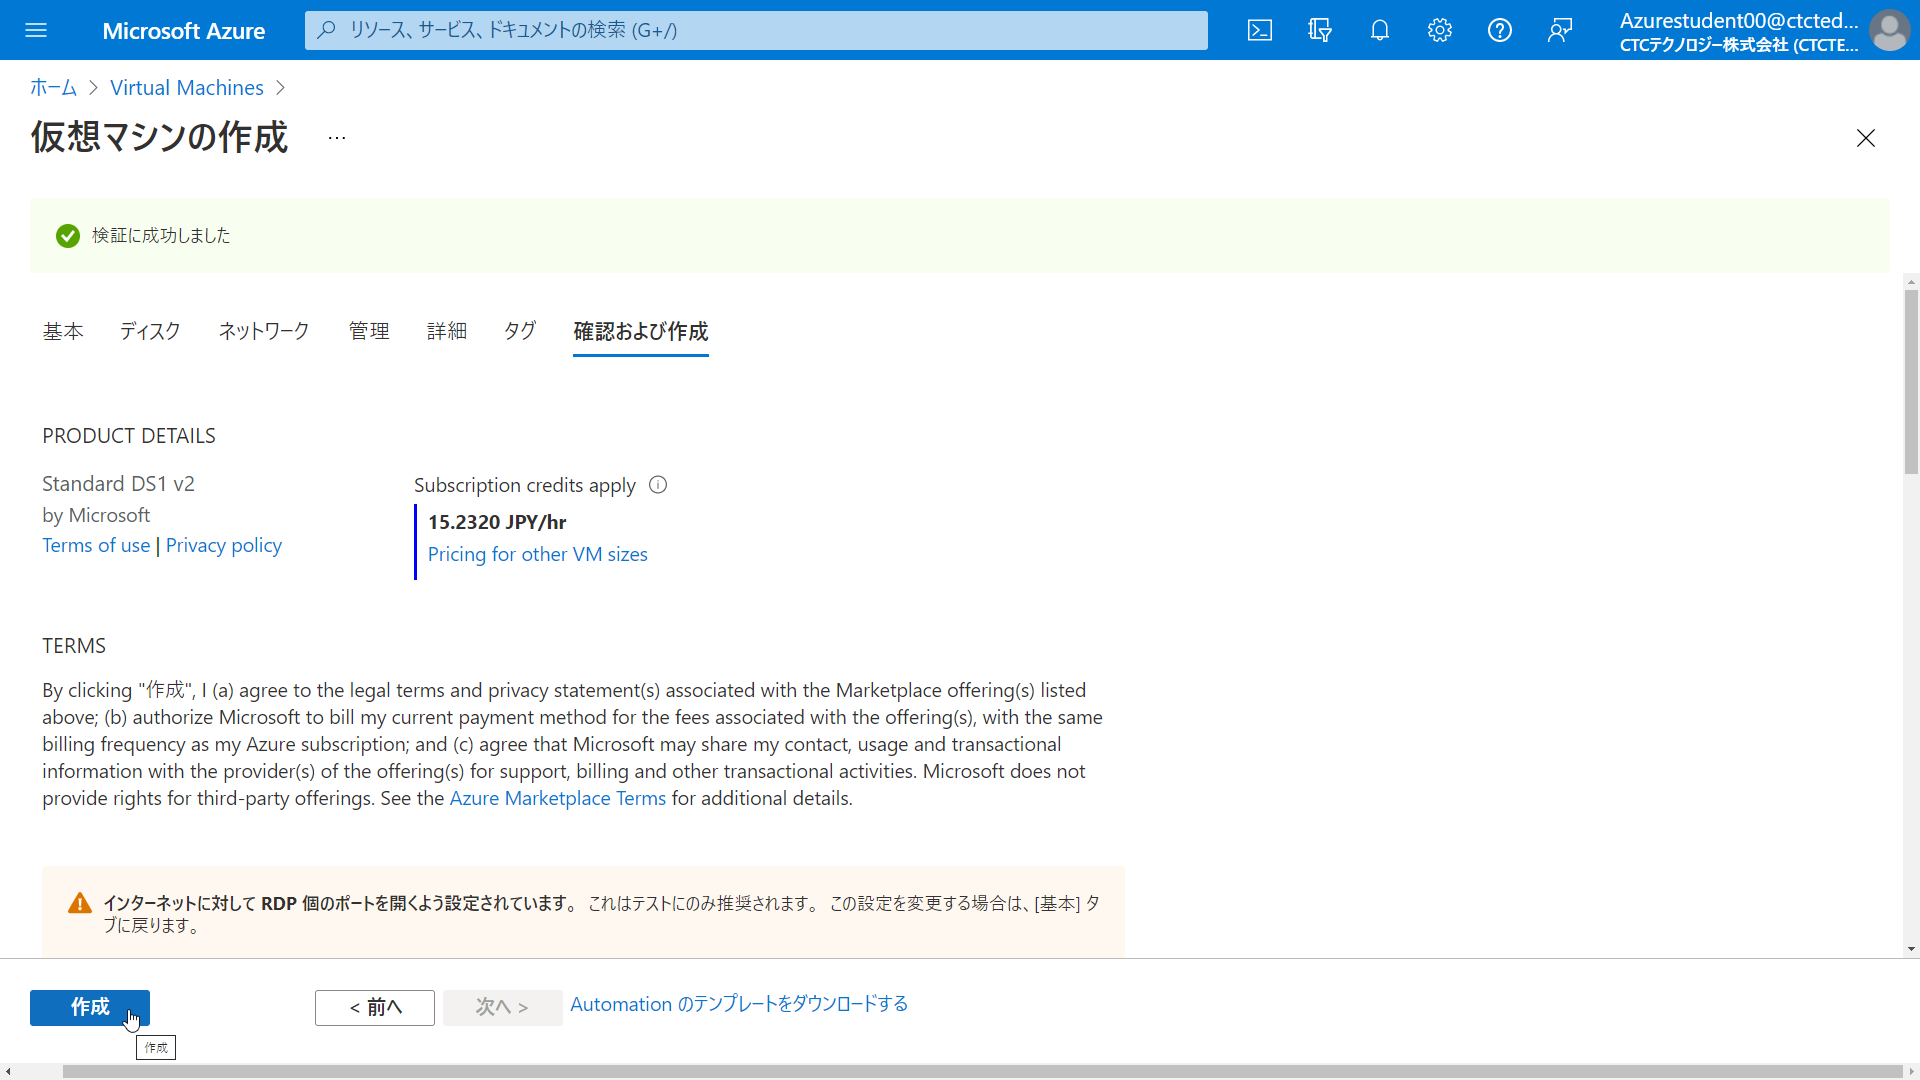 Microsoft Azure
リソース、サービス、ドキュメントの検索 (G+/)
Azurestudent00@ctcted...
CTCテクノロジー株式会社 (CTCTE...
ホーム > Virtual Machines >
仮想マシンの作成 ...
検証に成功しました
基本 ディスク ネットワーク 管理 詳細 タグ 確認および作成
PRODUCT DETAILS
Standard DS1 v2
by Microsoft
Terms of use | Privacy policy
Subscription credits apply
15.2320 JPY/hr
Pricing for other VM sizes
TERMS
By clicking "作成", I (a) agree to the legal terms and privacy statement(s) associated with the Marketplace offering(s) listed
above; (b) authorize Microsoft to bill my current payment method for the fees associated with the offering(s), with the same
billing frequency as my Azure subscription; and (c) agree that Microsoft may share my contact, usage and transactional
information with the provider(s) of the offering(s) for support, billing and other transactional activities. Microsoft does not
provide rights for third-party offerings. See the Azure Marketplace Terms for additional details.
インターネットに対して RDP 個のポートを開くよう設定されています。 これはテストにのみ推奨されます。 この設定を変更する場合は、[基本] タ
ブに戻ります。
作成
< 前へ
次へ >
Automation のテンプレートをダウンロードする
作成